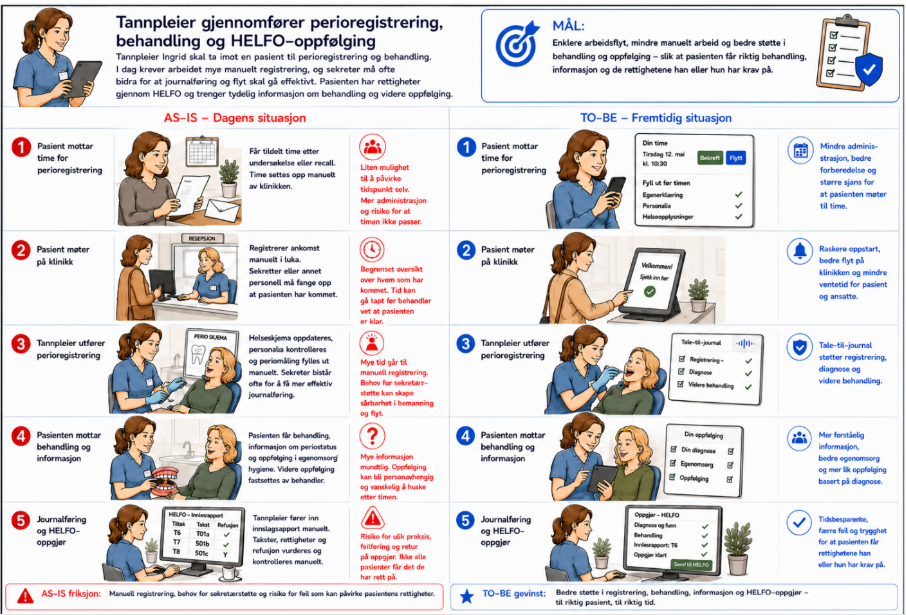 Tannpleier gjennomfører perioregistrering,
behandling og HELFO-oppfølging
Tannpleier Ingrid skal ta imot en pasient til perioregistrering og behandling.
I dag krever arbeidet mye manuelt registrering, og sekretær må ofte
bidra for at journalføring og flyt skal gå effektivt. Pasienten har rettigheter
gjennom HELFO og trenger tydelig informasjon om behandling og videre oppfølging.
MÅL:
Enklere arbeidsflyt, mindre manuelt arbeid og bedre støtte
i behandling og oppfølging – slik at pasienten får riktig behandling,
informasjon og de rettighetene han eller hun har krav på.
AS-IS – Dagens situasjon
1
Pasient mottar
time for
perioregistrering
Får tildelt time etter
undersøkelse eller recall.
Time settes opp manuelt
av klinikken.
Liten mulighet
til å påvirke
tidspunkt selv.
Mer administrasjon
og risiko for at
timen ikke passer.
2
Pasient møter
på klinikk
RESEPSJON
Registrerer ankomst
manuelt i luka.
Sekretter eller annet
personell må fange opp
at pasienten har kommet.
Begrenset oversikt
over hvem som har
kommet. Tid kan
gå tapt før behandler
vet at pasienten
er klar.
3
Tannpleier utfører
perioregistrering
PERIO SKJEMA
Helseskjema oppdateres,
personalia kontrolleres
og periomåling fylles ut
manuelt. Sekreter bistår
ofte for å få mer effektiv
journalføring.
Mye tid går til
manuell registrering.
Behov for sekretær-
støtte kan skape
sårbarhet i bemanning
og flyt.
4
Pasienten mottar
behandling og
informasjon
Pasienten får behandling,
informasjon om periostatus
og oppfølging i egenomsorg/
hygiene. Videre oppfølging
fastsettes av behandler.
Mye informasjon
mundtlig. Oppfølging
kan bli personavhengig
og vanskelig å huske
etter timen.
5
Journalføring
og HELFO-
oppgjør
HELFO – Innlesrapport
Tiltak Takst Refusjon
T6 T01a ✓
T7 S01b ✓
T8 501c Y
Tannpleier fører inn
innslagsaport manuelt.
Takster, rettigheter og
refusjon vurderes og
kontrolleres manuelt.
Risiko for ulik praksis,
feilføring og retur
på oppgjør. Ikke alle
pasienter får det de
har rett på.
AS-IS friksjon: Manuell registrering, behov for sekretærstøtte og risiko for feil som kan påvirke pasientens rettigheter.
TO-BE – Fremtidig situasjon
1
Pasient mottar
time for
perioregistrering
Din time
Tirsdag 12. mai
kl. 10:30
Bekreft Flytt
Fyll ut før timen
Egenerklæring ✓
Personalia ✓
Helseopplysninger ✓
Mindre adminis-
strasjon, bedre
forberedelse og
større sjans for
at pasienten møter
til time.
2
Pasient møter
på klinikk
Velkommen!
Sjekk inn her
Raskere oppstart,
bedre flyt på
klinikken og mindre
ventetid for pasient
og ansatte.
3
Tannpleier utfører
perioregistrering
Tale-til-journal
Registrering –
Diagnose
Videre behandling
Tale-til-journal
støtter registrering,
diagnose og
videre behandling.
4
Pasienten mottar
behandling og
informasjon
Din oppfølging
Din diagnose
Egenomsorg
Oppfølging
Mer forståelig
informasjon,
bedre egenomsorg
og mer lik oppfølging
basert på diagnose.
5
Journalføring
og HELFO-
oppgjør
Oppgjør – HELFO
Diagnose og funn ✓
Behandling ✓
Innlesrapport: T6 ✓
Oppgjør klart ✓
Send til HELFO
Tidsbesparelse,
færre feil og trygghet
for at pasienten får
rettighetene han
eller hun har krav på.
TO-BE gevinst: Bedre støtte i registrering, behandling, informasjon og HELFO-oppgjør –
til riktig pasient, til riktig tid.